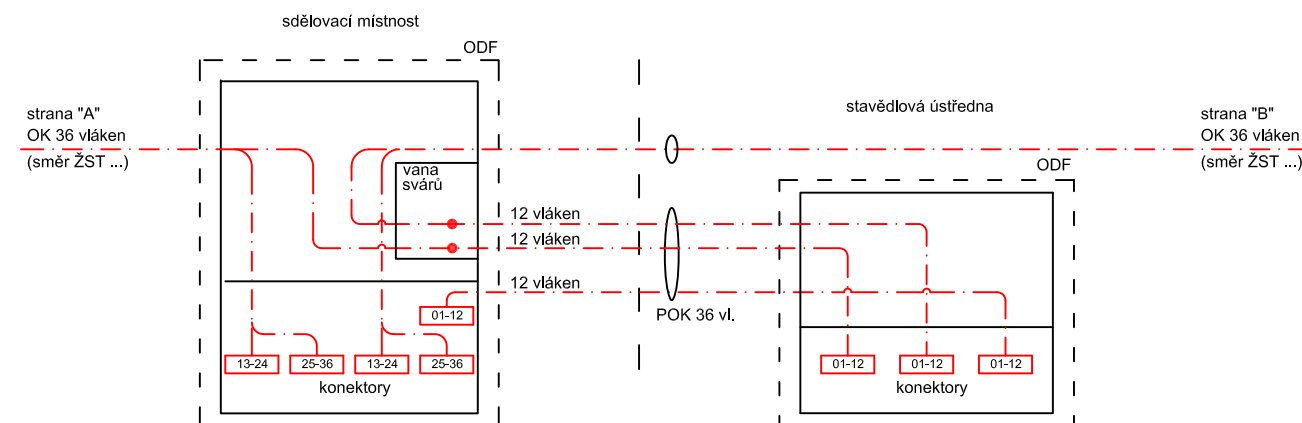 sdělovací místnost
ODF
strana "A"
OK 36 vláken
(směr ŽST ...)
stavědlová ústředna
strana "B"
OK 36 vláken
(směr ŽST ...)
ODF
vana
svárů
12 vláken
12 vláken
12 vláken
POK 36 vl.
01-12
13-24
25-36
13-24
25-36
konektory
01-12
01-12
01-12
konektory